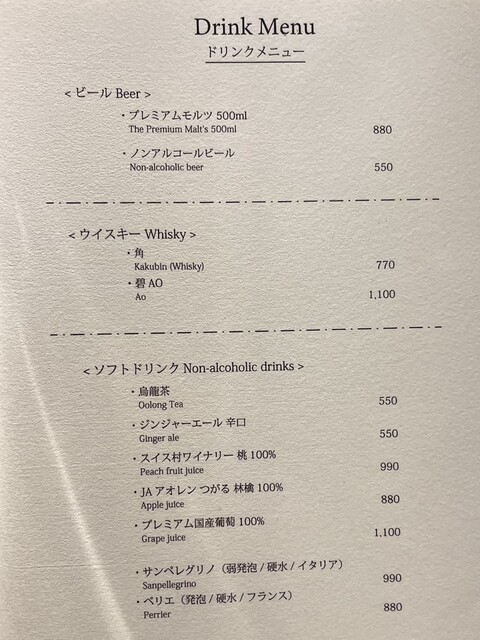 Drink Menu
ドリンクメニュー
< ビール Beer >
・プレミアムモルツ 500ml
The Premium Malt's 500ml 880
・ノンアルコールビール
Non-alcoholic beer 550
< ウイスキー Whisky >
・角
Kakubin (Whisky) 770
・碧 AO
Ao 1,100
< ソフトドリンク Non-alcoholic drinks >
・烏龍茶
Oolong Tea 550
・ジンジャーエール 辛口
Ginger ale 550
・スイス村ワイナリー 桃 100%
Peach fruit juice 990
・JA アオレン つがる 林檎 100%
Apple juice 880
・プレミアム国産葡萄 100%
Grape juice 1,100
・サンペレグリノ（弱発泡 / 硬水 / イタリア）
Sanpellegrino 990
・ペリエ（発泡 / 硬水 / フランス）
Perrier 880